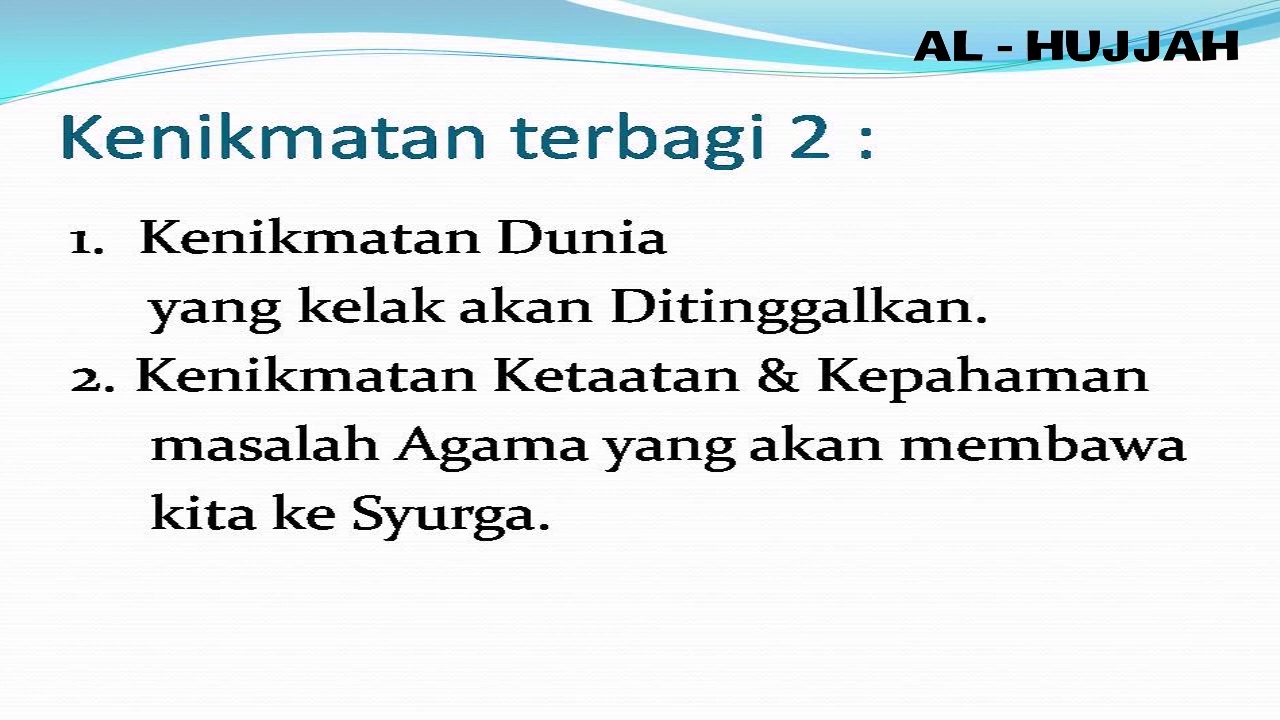 AL - HUJJAH
Kenikmatan terbagi 2 :
1. Kenikmatan Dunia
yang kelak akan Ditinggalkan.
2. Kenikmatan Ketaatan & Kepahaman
masalah Agama yang akan membawa
kita ke Syurga.